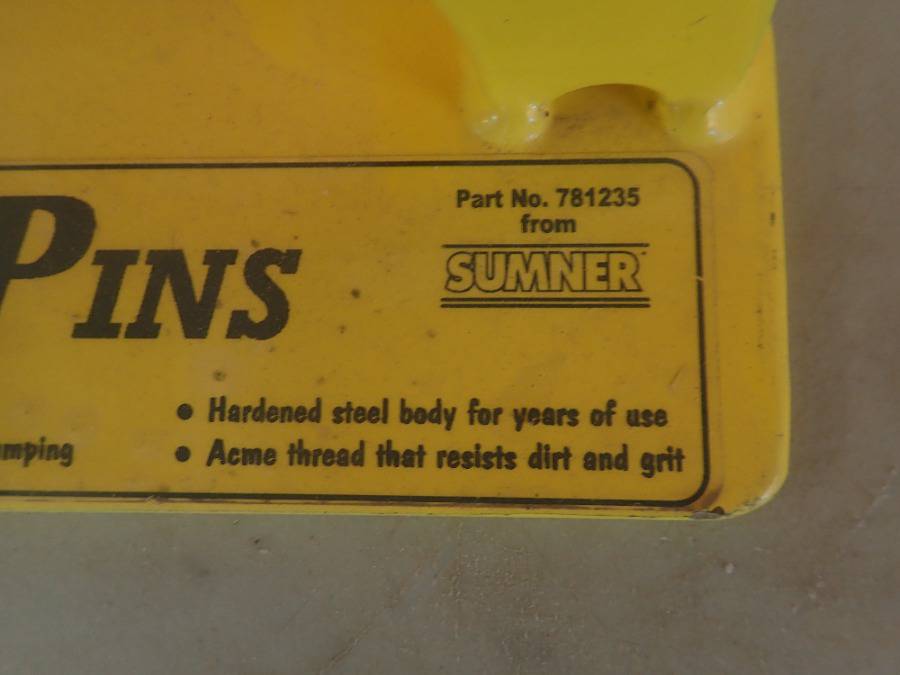 Part No. 781235
from
SUMNER
PINS
• Hardened steel body for years of use
• Acme thread that resists dirt and grit